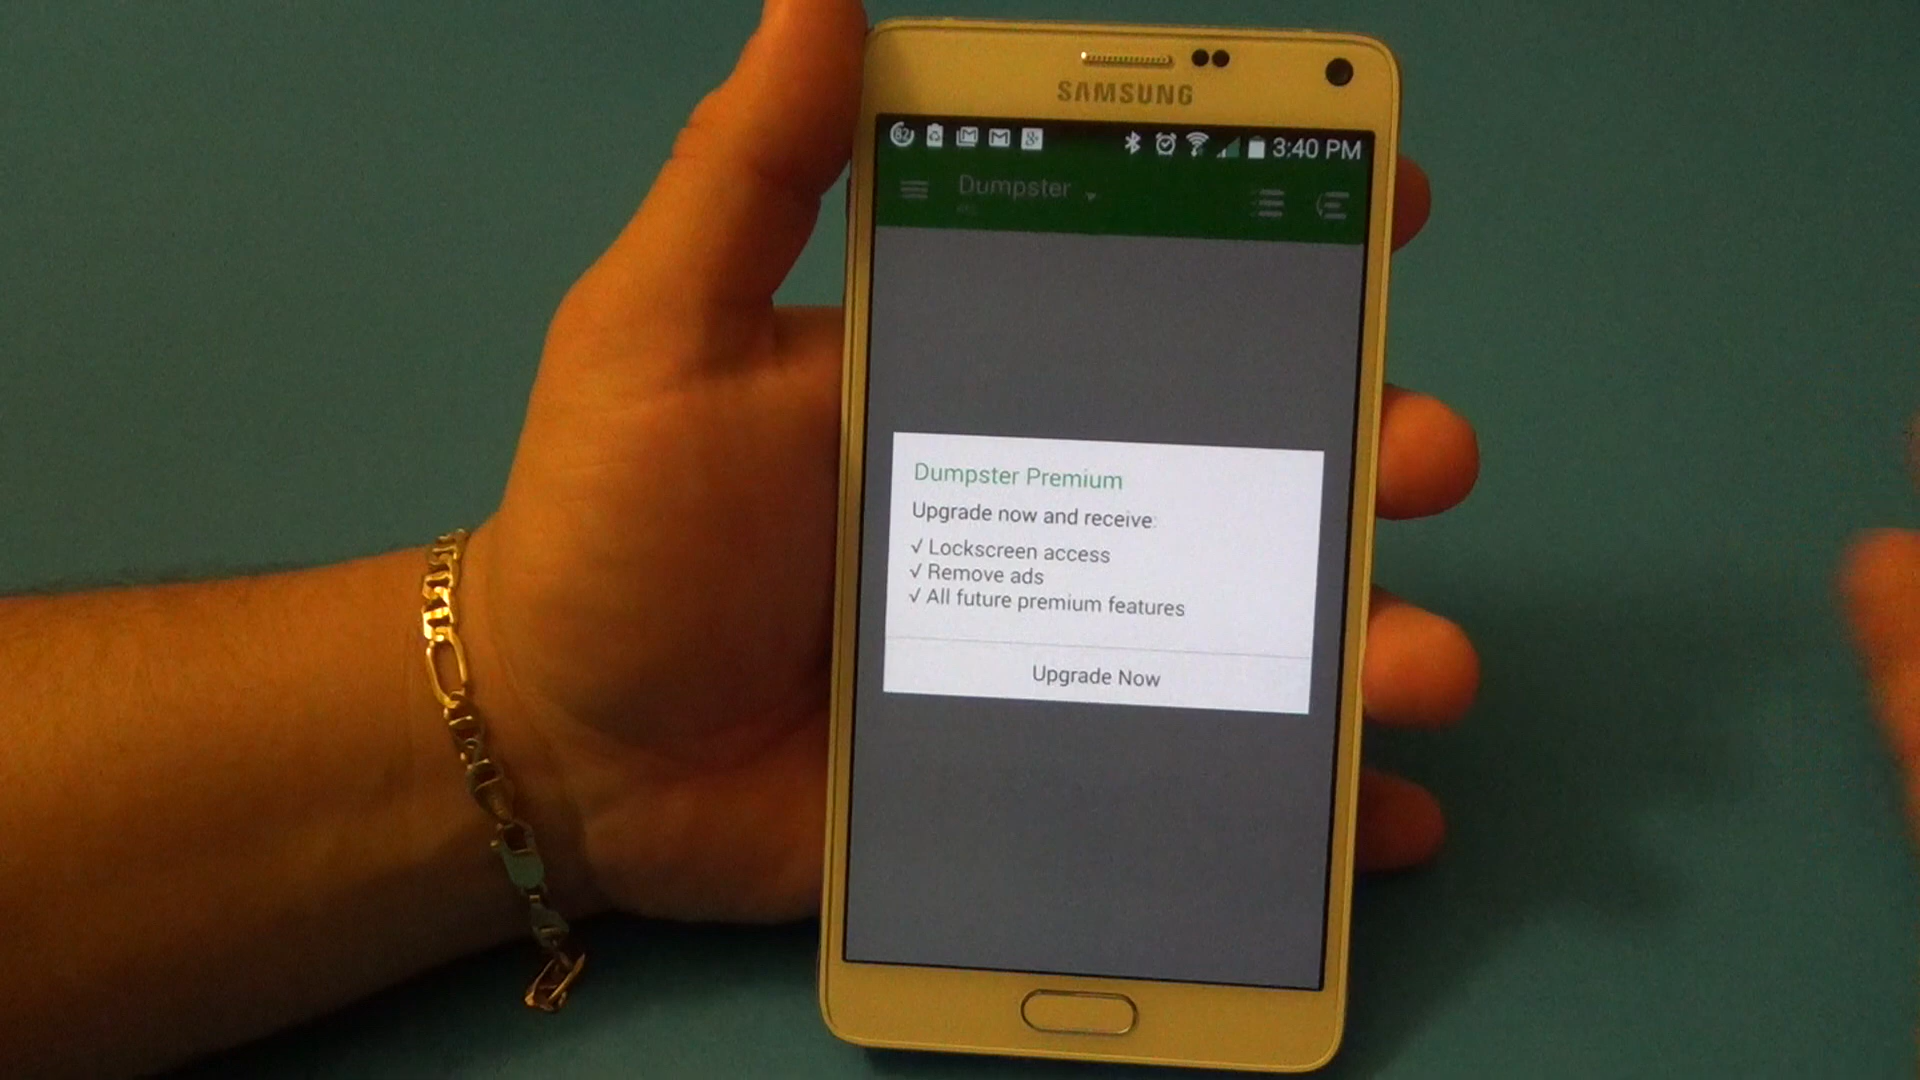 SAMSUNG
82
3:40 PM
Dumpster
Dumpster Premium
Upgrade now and receive:
√ Lockscreen access
√ Remove ads
√ All future premium features
Upgrade Now